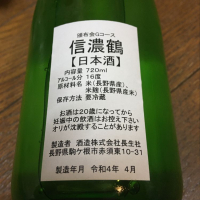 頒布会Gコース
信濃鶴
【日本酒】
内容量 720ml
アルコール分 16度
原材料名 米(長野県産)、
米麹(長野県産米)
保存方法 要冷蔵
お酒は20歳になってから
妊娠中の飲酒はお控え下さい
オリが沈殿することがあります
製造者 酒造株式会社長生社
長野県駒ケ根市赤須東10-31
製造年月 令和4年 4月